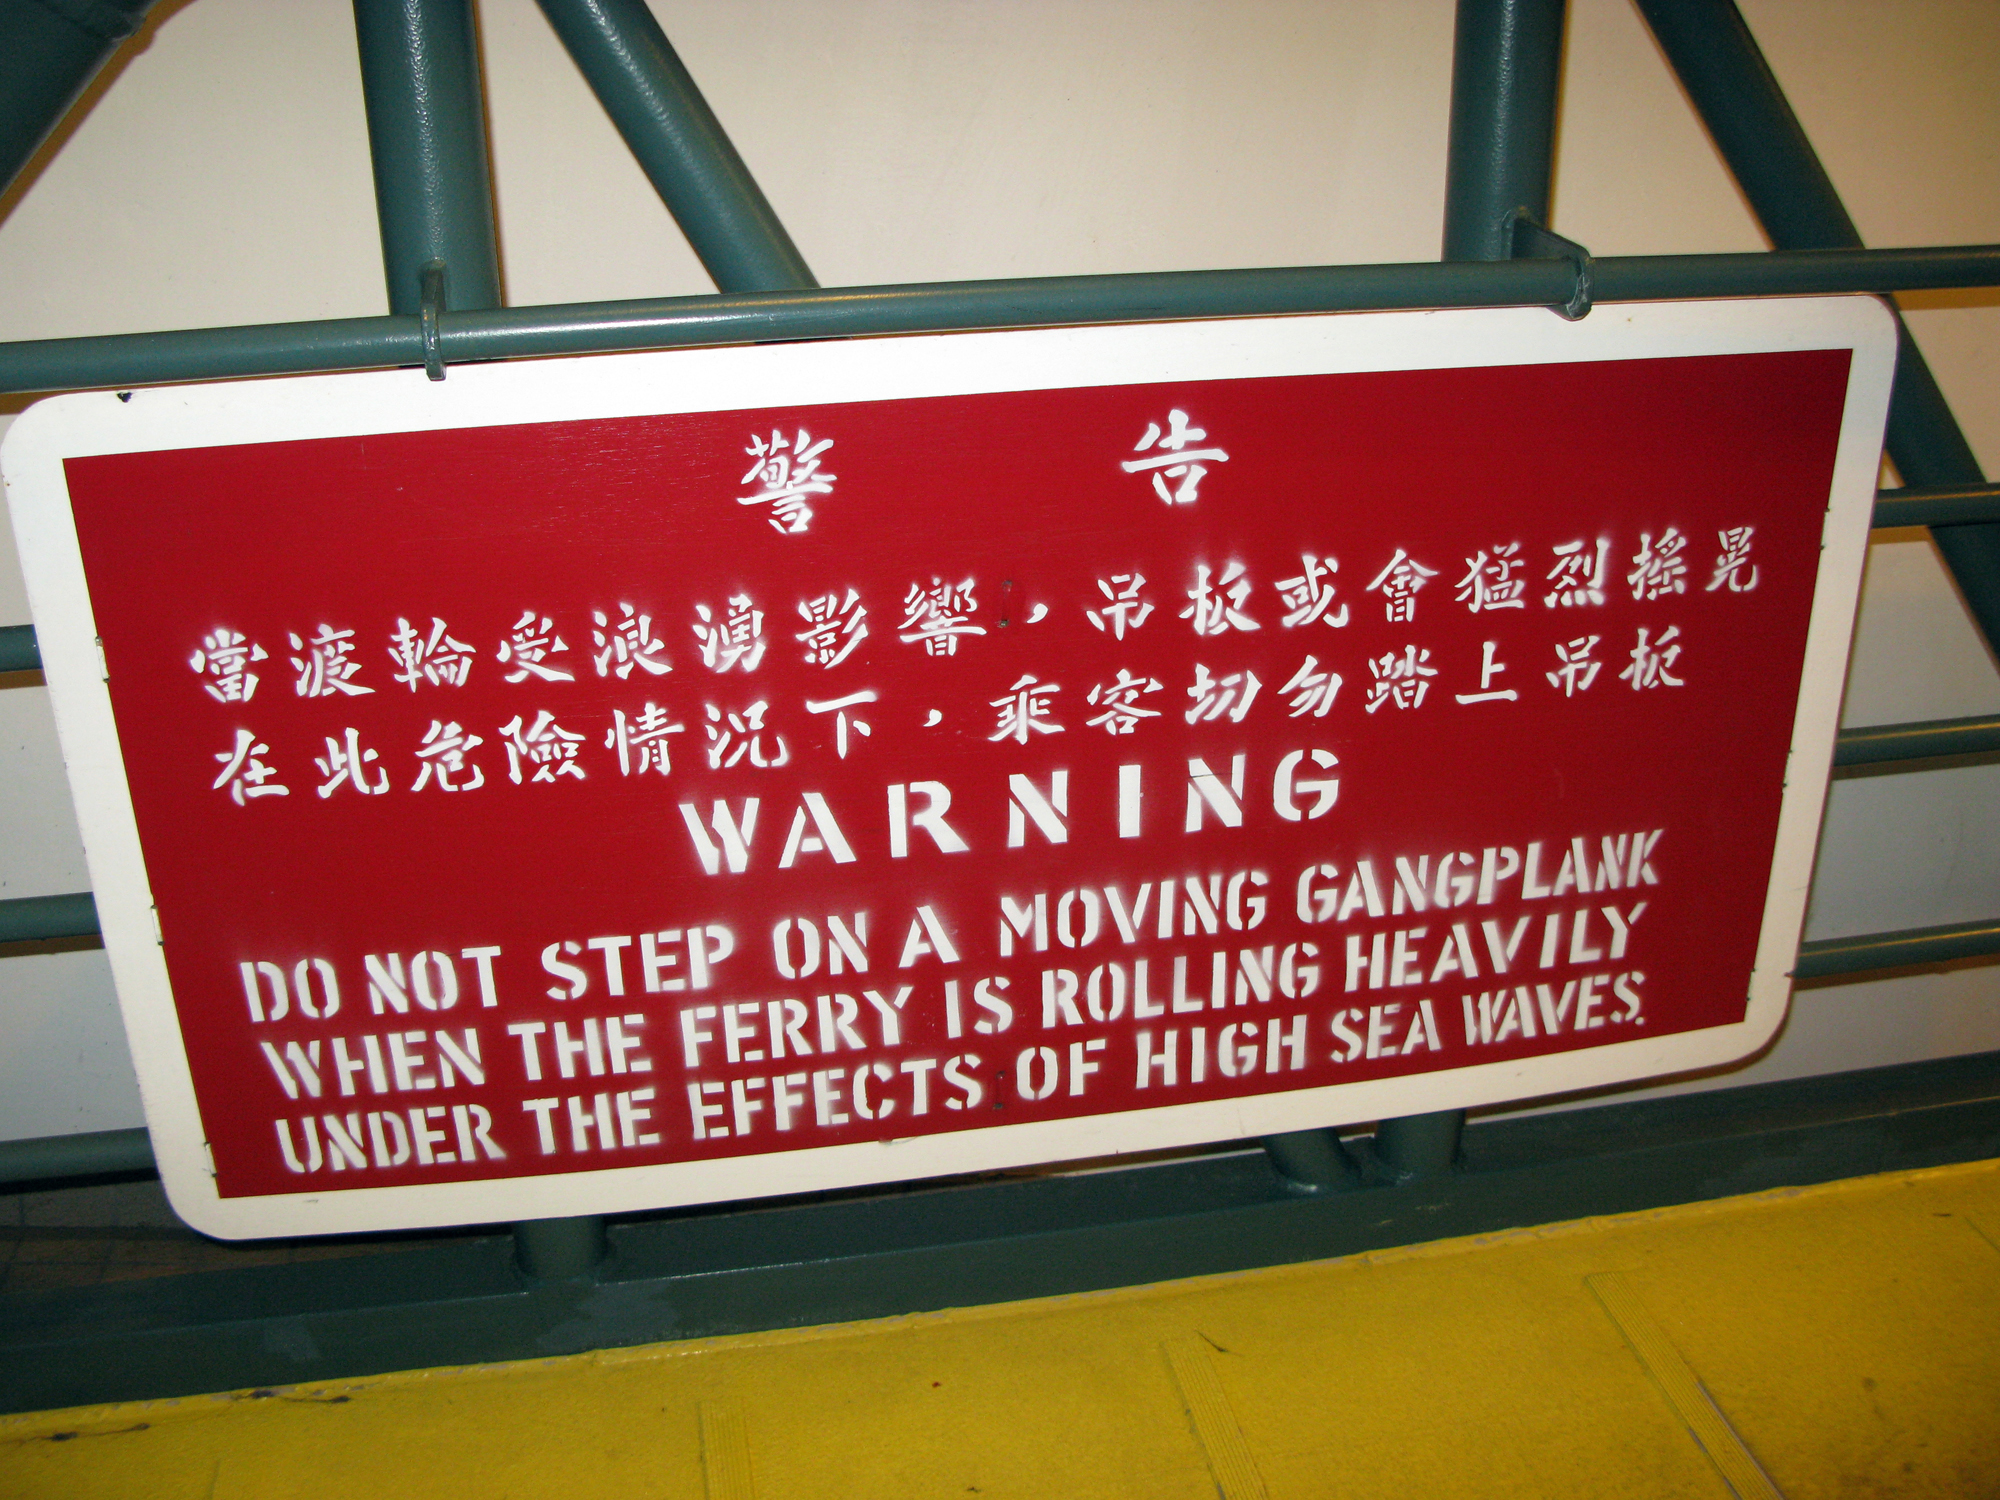 警告
當渡輪受浪湧影響，吊板或會猛烈搖晃
在此危險情況下，乘客切勿踏上吊板
WARNING
DO NOT STEP ON A MOVING GANGPLANK
WHEN THE FERRY IS ROLLING HEAVILY
UNDER THE EFFECTS OF HIGH SEA WAVES.